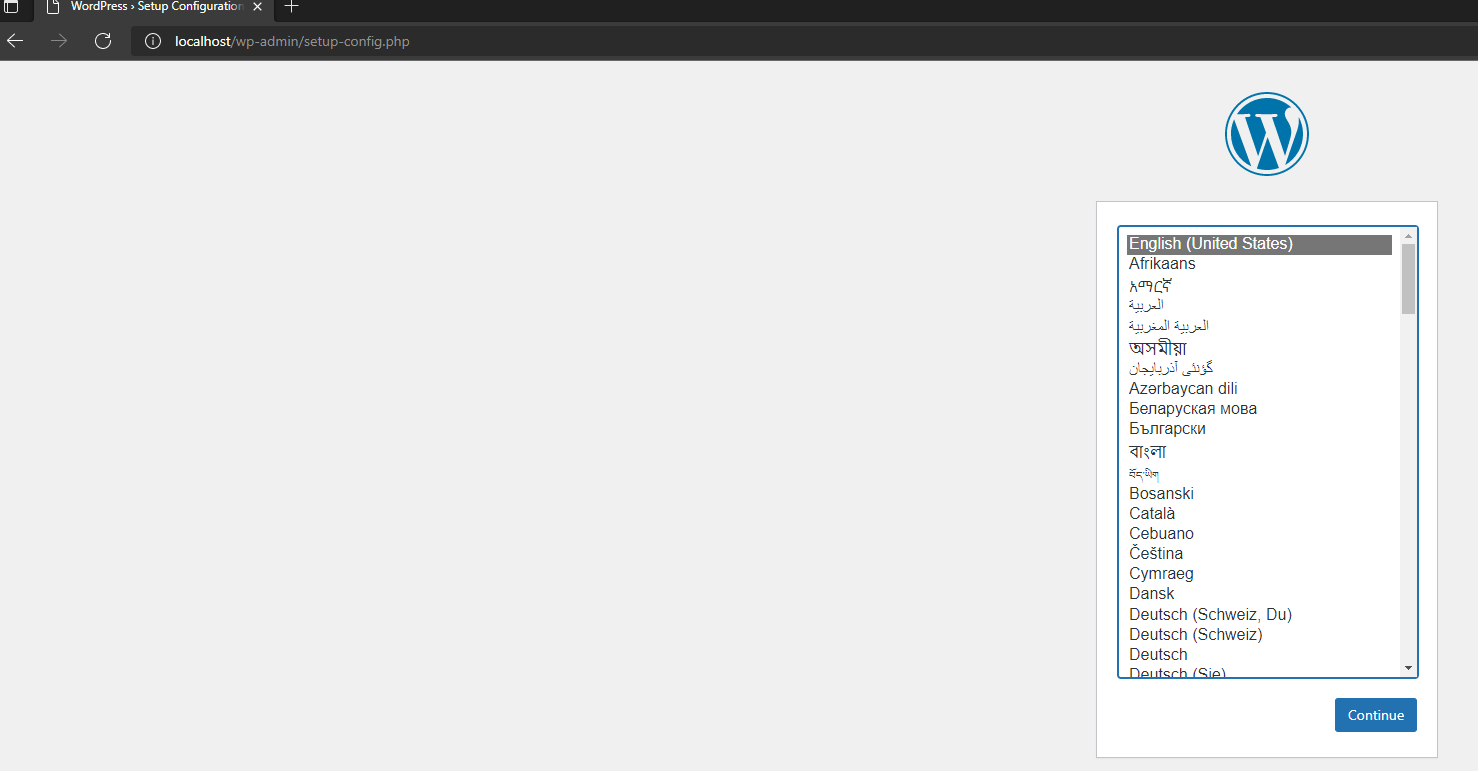 WordPress › Setup Configuration
localhost/wp-admin/setup-config.php
English (United States)
Afrikaans
አማርኛ
العربية
العربية المغربية
অসমীয়া
گؤنئی آذربایجان
Azərbaycan dili
Беларуская мова
Български
বাংলা
བོད་ཡིག
Bosanski
Català
Cebuano
Čeština
Cymraeg
Dansk
Deutsch (Schweiz, Du)
Deutsch (Schweiz)
Deutsch
Deutsch (Sie)
Continue